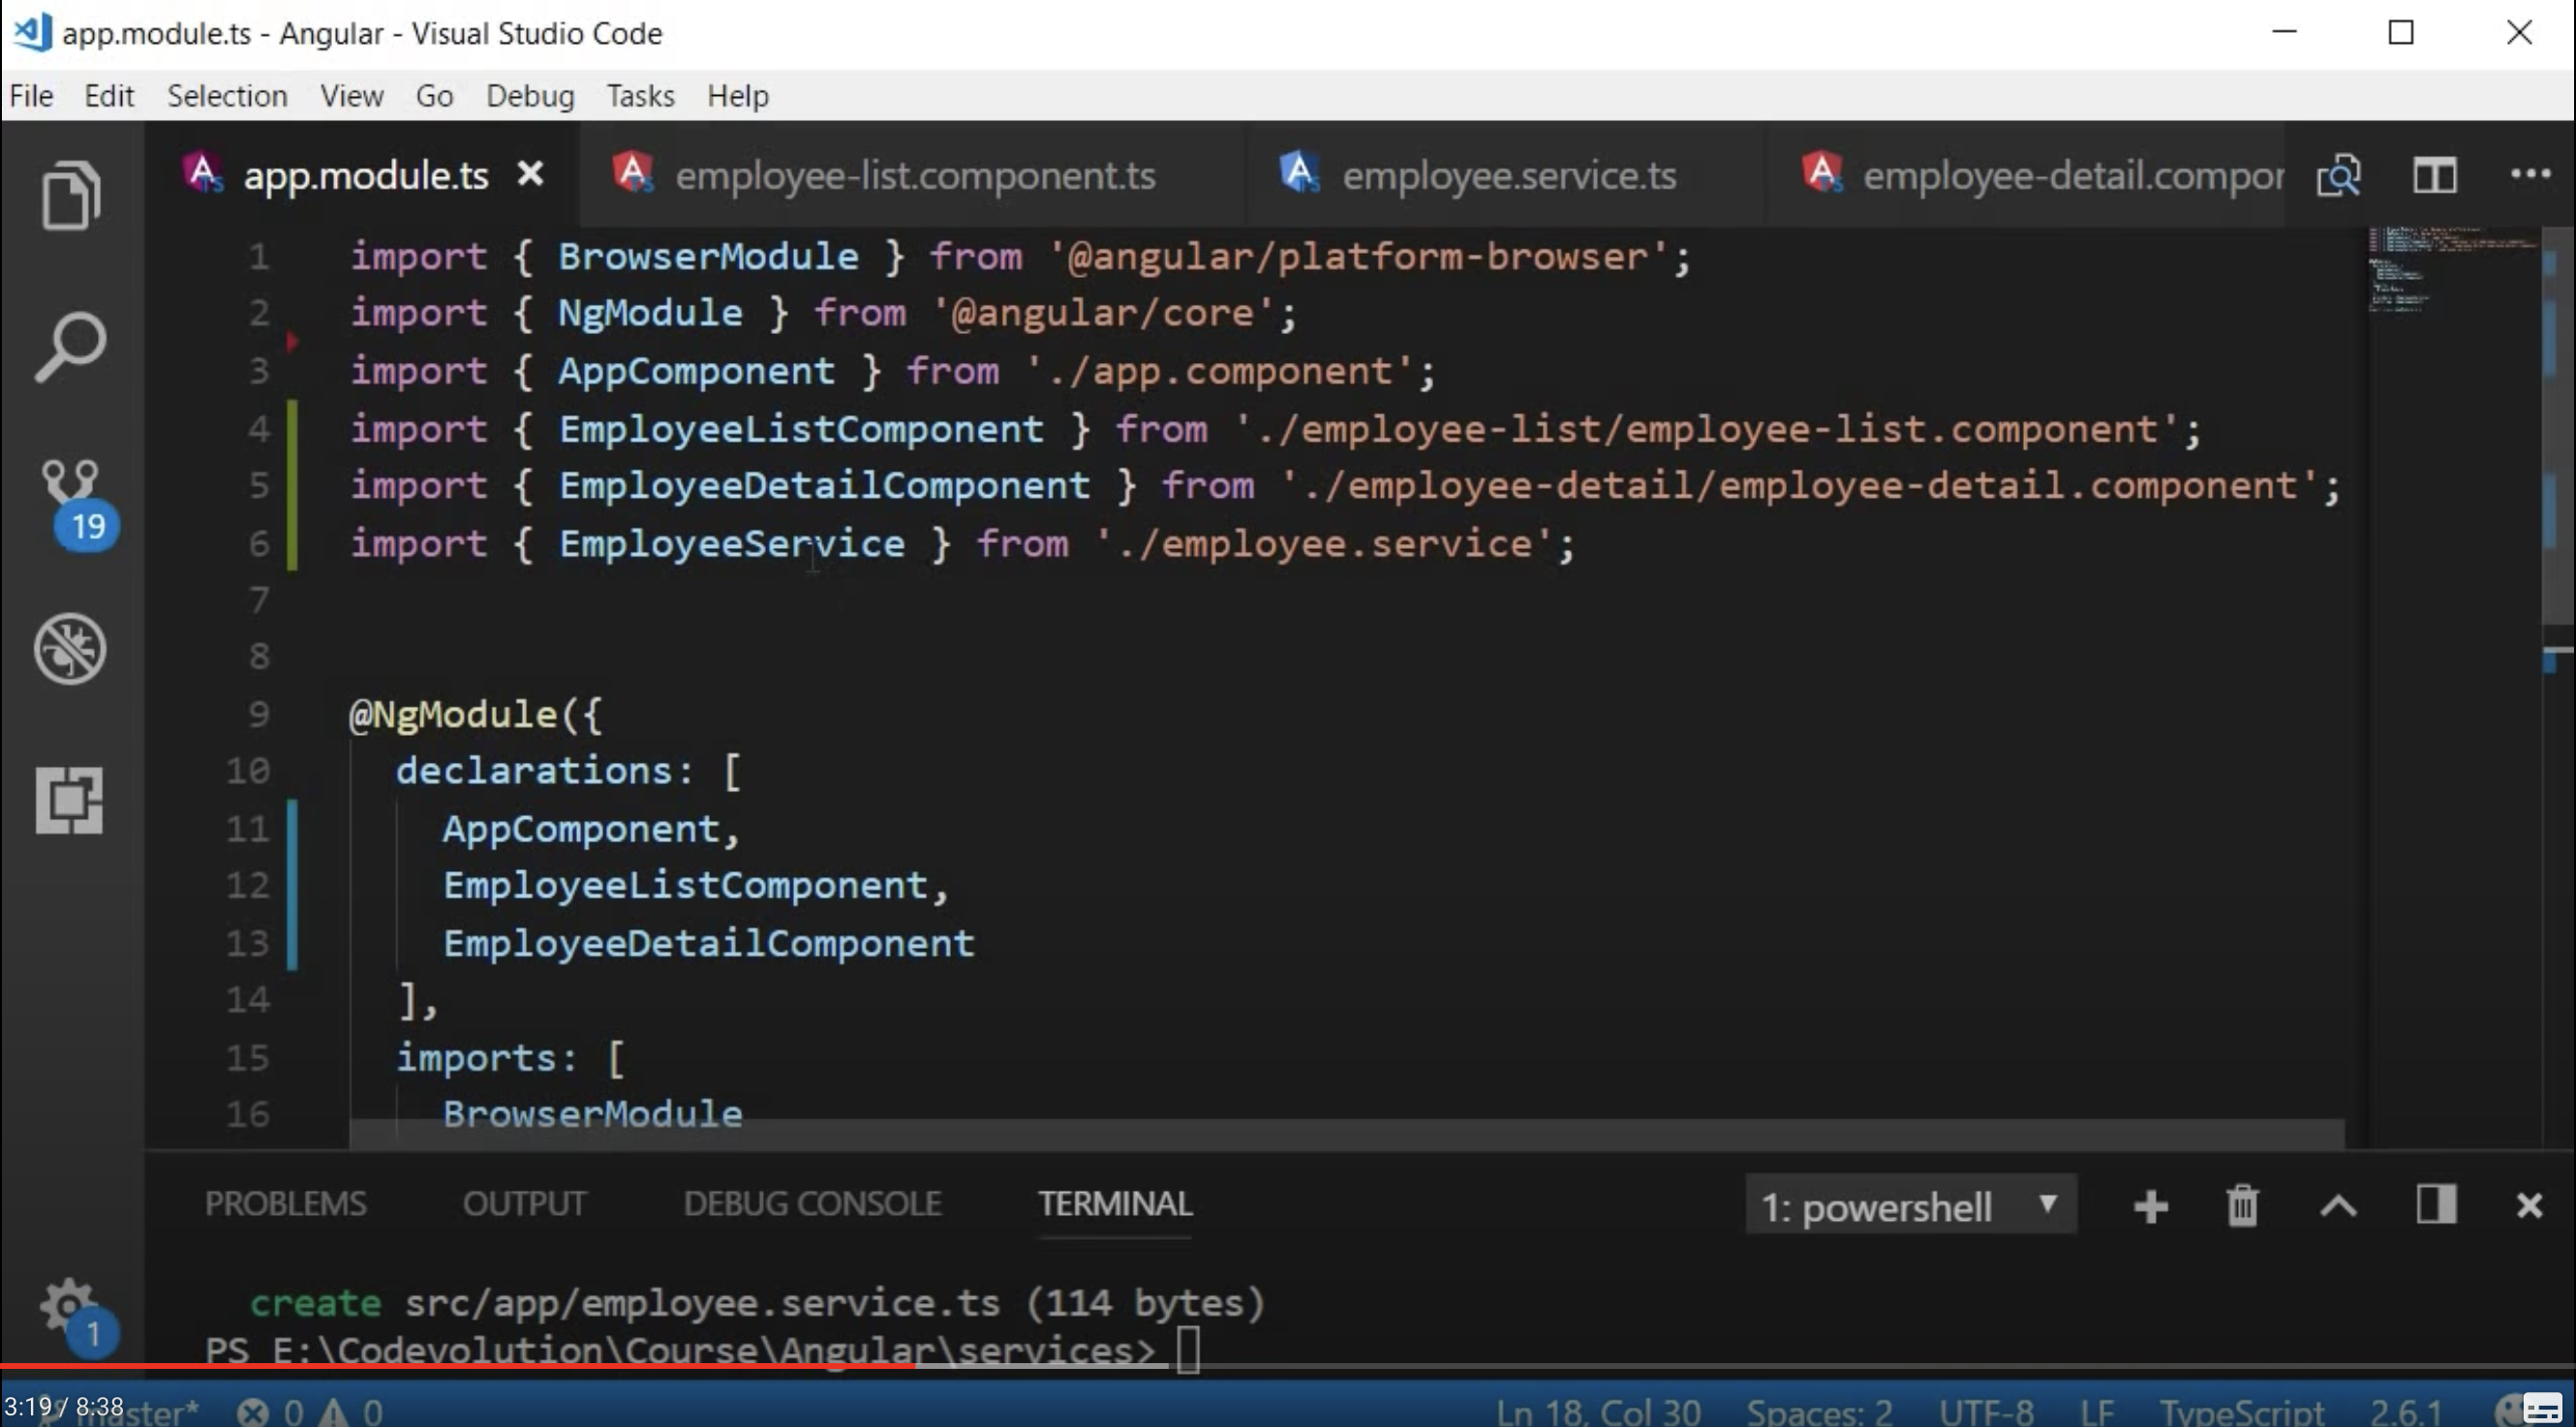 app.module.ts - Angular - Visual Studio Code
File Edit Selection View Go Debug Tasks Help
app.module.ts employee-list.component.ts employee.service.ts employee-detail.compon
1 import { BrowserModule } from '@angular/platform-browser';
2 import { NgModule } from '@angular/core';
3 import { AppComponent } from './app.component';
4 import { EmployeeListComponent } from './employee-list/employee-list.component';
5 import { EmployeeDetailComponent } from './employee-detail/employee-detail.component';
6 import { EmployeeService } from './employee.service';
7
8
9 @NgModule({
10 declarations: [
11 AppComponent,
12 EmployeeListComponent,
13 EmployeeDetailComponent
14 ],
15 imports: [
16 BrowserModule
19
PROBLEMS OUTPUT DEBUG CONSOLE TERMINAL 1: powershell
create src/app/employee.service.ts (114 bytes)
1
PS E:\Codevolution\Course\Angular\services>
3:19 / 8:38 master* 0 0 Ln 18, Col 30 Spaces: 2 UTF-8 LF TypeScript 2.6.1